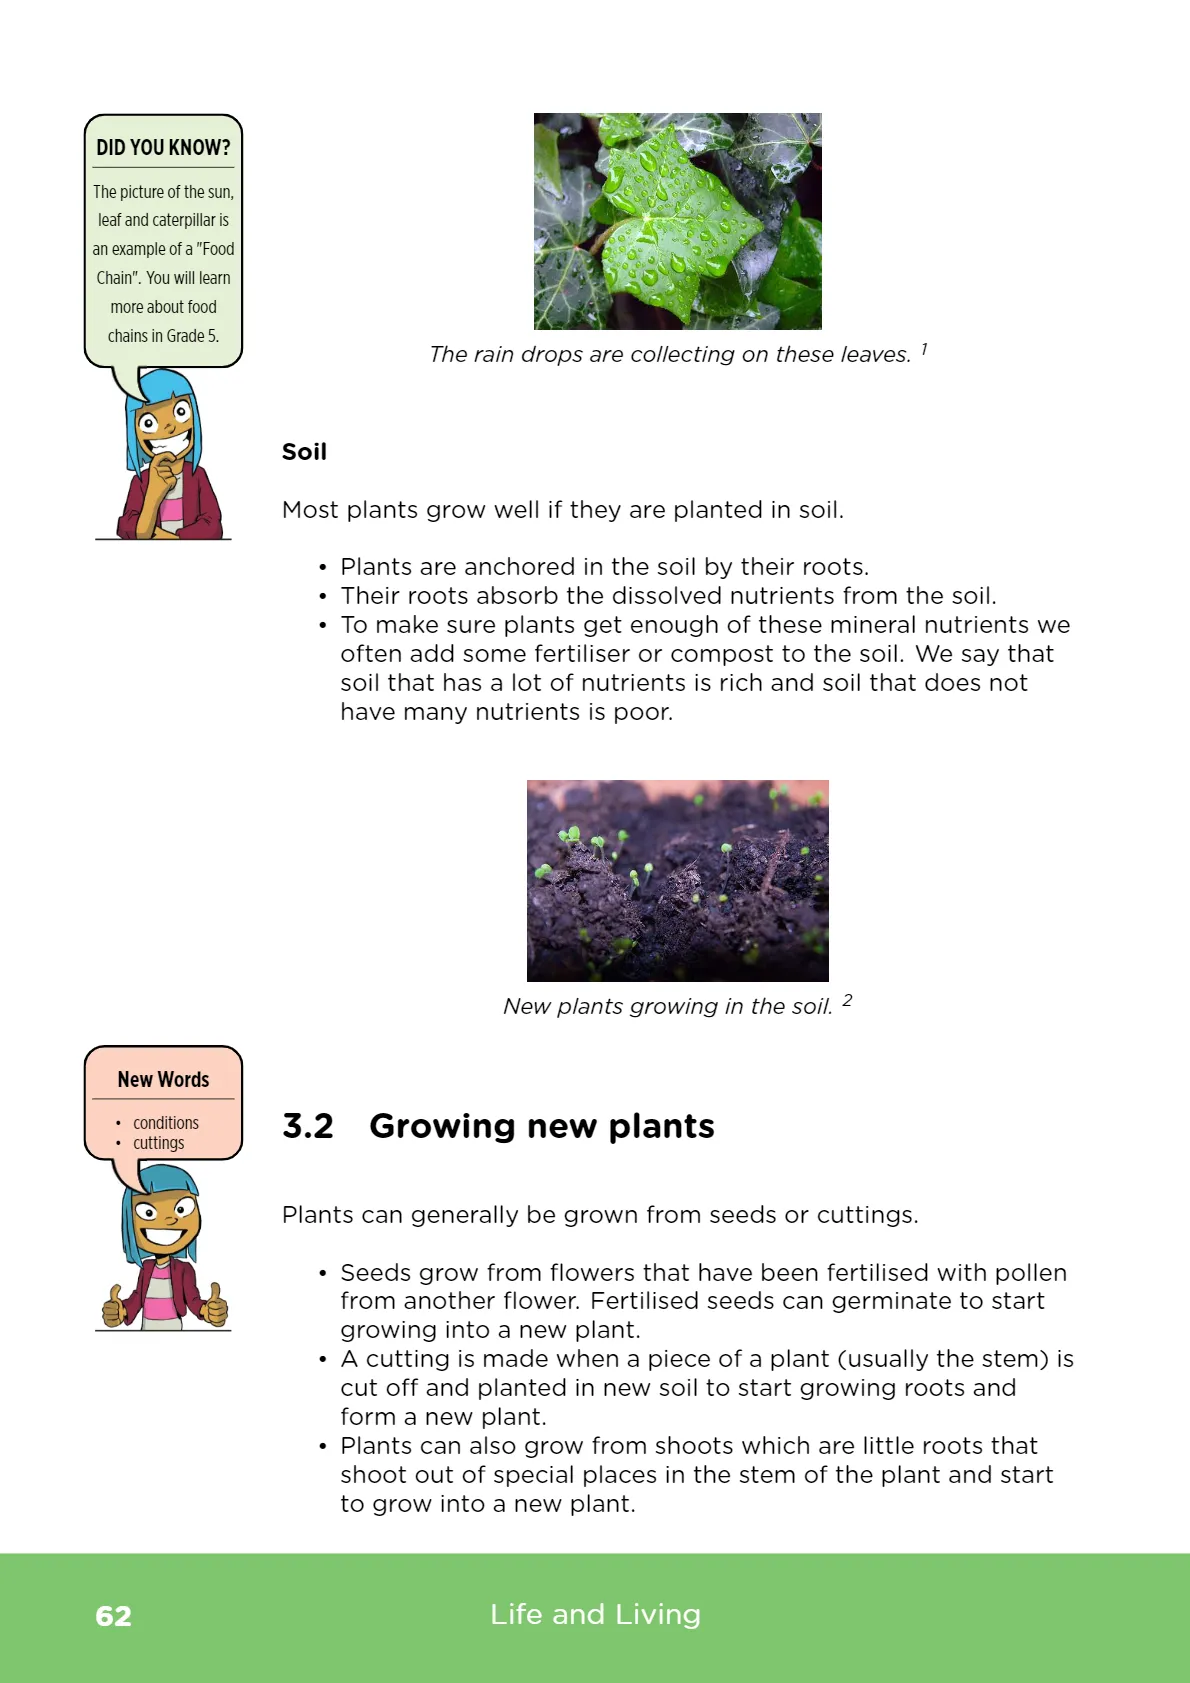 DID YOU KNOW?
The picture of the sun,
leaf and caterpillar is
an example of a "Food
Chain". You will learn
more about food
chains in Grade 5.
The rain drops are collecting on these leaves. 1
Soil
Most plants grow well if they are planted in soil.
• Plants are anchored in the soil by their roots.
• Their roots absorb the dissolved nutrients from the soil.
• To make sure plants get enough of these mineral nutrients we
often add some fertiliser or compost to the soil. We say that
soil that has a lot of nutrients is rich and soil that does not
have many nutrients is poor.
New plants growing in the soil. 2
New Words
• conditions
• cuttings
3.2 Growing new plants
Plants can generally be grown from seeds or cuttings.
• Seeds grow from flowers that have been fertilised with pollen
from another flower. Fertilised seeds can germinate to start
growing into a new plant.
• A cutting is made when a piece of a plant (usually the stem) is
cut off and planted in new soil to start growing roots and
form a new plant.
• Plants can also grow from shoots which are little roots that
shoot out of special places in the stem of the plant and start
to grow into a new plant.
62
Life and Living